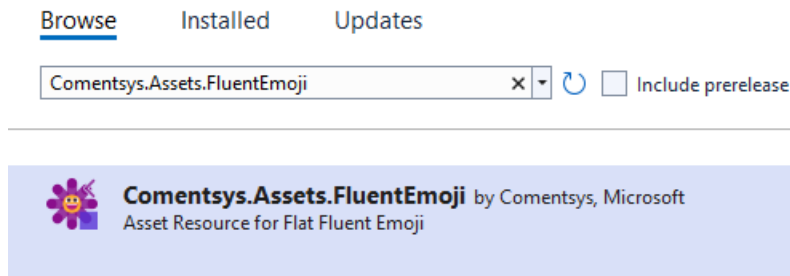 Browse Installed Updates
Comentsys.Assets.FluentEmoji Include prerelease
Comentsys.Assets.FluentEmoji by Comentsys, Microsoft
Asset Resource for Flat Fluent Emoji